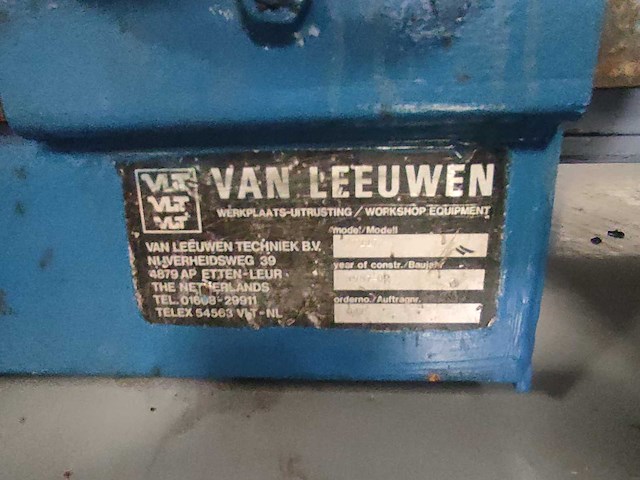 VLT
VLT
VLT
VAN LEEUWEN
WERKPLAATS-UITRUSTING / WORKSHOP EQUIPMENT
VAN LEEUWEN TECHNIEK B.V.
NIJVERHEIDSWEG 39
4879 AP ETTEN-LEUR
THE NETHERLANDS
TEL. 01608-29911
TELEX 54563 VLT-NL
model/Modell
year of constr./Baujahr
orderno./Auftragnr.